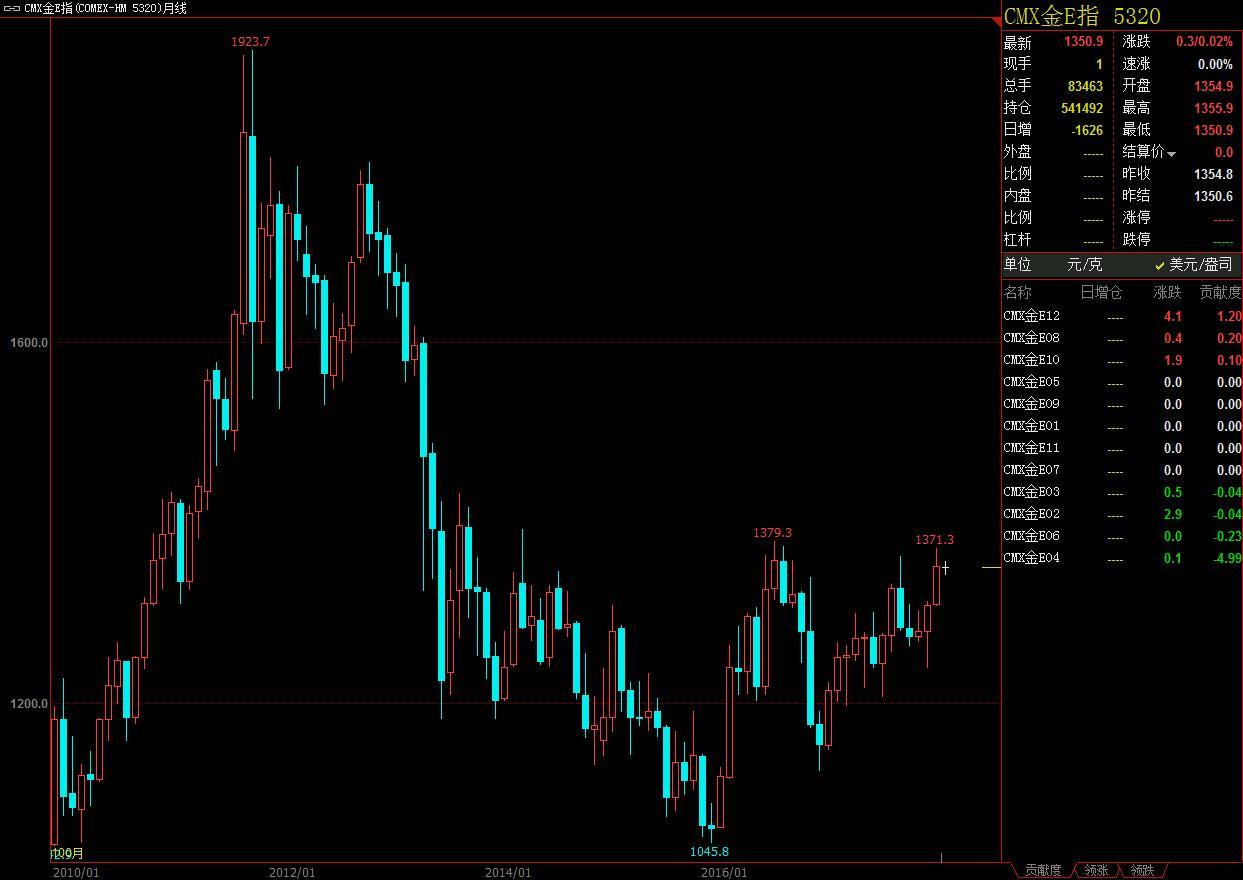 CMX金E指(COMEX-HM 5320)月线
CMX金E指 5320
1923.7
1600.0
1379.3
1371.3
1200.0
1045.8
100月
2010/01 2012/01 2014/01 2016/01
最新 1350.9 涨跌 0.3/0.02%
现手 1 速涨 0.00%
总手 83463 开盘 1354.9
持仓 541492 最高 1355.9
日增 -1626 最低 1350.9
外盘 ----- 结算价 0.0
比例 ----- 昨收 1354.8
内盘 ----- 昨结 1350.6
比例 ----- 涨停 -----
杠杆 ----- 跌停 -----
单位 元/克 美元/盎司
名称 日增仓 涨跌 贡献度
CMX金E12 ---- 4.1 1.20
CMX金E08 ---- 0.4 0.20
CMX金E10 ---- 1.9 0.10
CMX金E05 ---- 0.0 0.00
CMX金E09 ---- 0.0 0.00
CMX金E01 ---- 0.0 0.00
CMX金E11 ---- 0.0 0.00
CMX金E07 ---- 0.0 0.00
CMX金E03 ---- 0.5 -0.04
CMX金E02 ---- 2.9 -0.04
CMX金E06 ---- 0.0 -0.23
CMX金E04 ---- 0.1 -4.99
贡献度 领涨 领跌